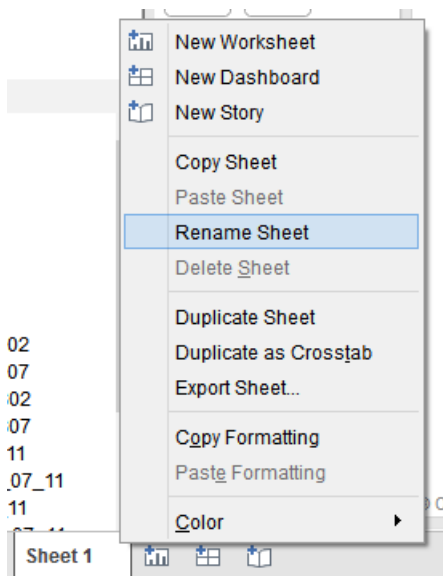 New Worksheet
New Dashboard
New Story
Copy Sheet
Paste Sheet
Rename Sheet
Delete Sheet
Duplicate Sheet
Duplicate as Crosstab
Export Sheet...
Copy Formatting
Paste Formatting
Color
02
07
02
07
11
_07_11
11
Sheet 1